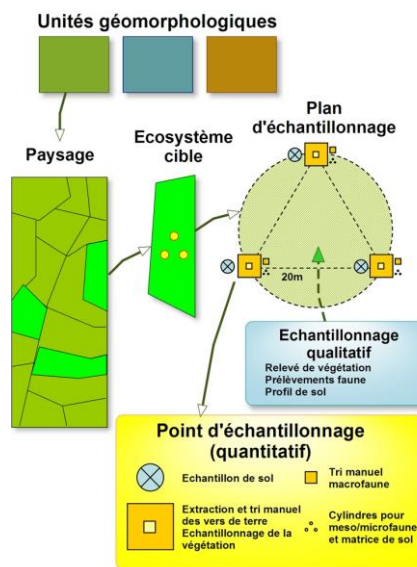 Unités géomorphologiques
Plan
d'échantillonnage
Ecosystème
cible
Paysage
20m
Echantillonnage
qualitatif
Relevé de végétation
Prélèvements faune
Profil de sol
Point d'échantillonnage
(quantitatif)
Echantillon de sol
Tri manuel
macrofaune
Extraction et tri manuel
des vers de terre
Echantillonnage de la
végétation
Cylindres pour
meso/microfaune
et matrice de sol